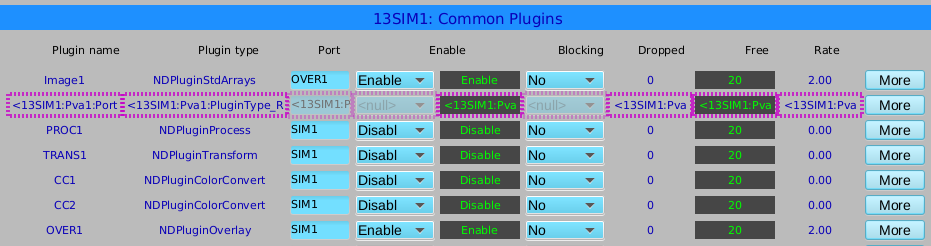 13SIM1: Common Plugins
Plugin name Plugin type Port Enable Blocking Dropped Free Rate
Image1 NDPluginStdArrays OVER1 Enable Enable No 0 20 2.00 More
<13SIM1:Pva1:Port <13SIM1:Pva1:PluginType_R <13SIM1:P <null> <13SIM1:Pva <null> <13SIM1:Pva <13SIM1:Pva <13SIM1:Pva More
PROC1 NDPluginProcess SIM1 Disabl Disable No 0 20 0.00 More
TRANS1 NDPluginTransform SIM1 Disabl Disable No 0 20 0.00 More
CC1 NDPluginColorConvert SIM1 Disabl Disable No 0 20 0.00 More
CC2 NDPluginColorConvert SIM1 Disabl Disable No 0 20 0.00 More
OVER1 NDPluginOverlay SIM1 Enable Enable No 0 20 2.00 More